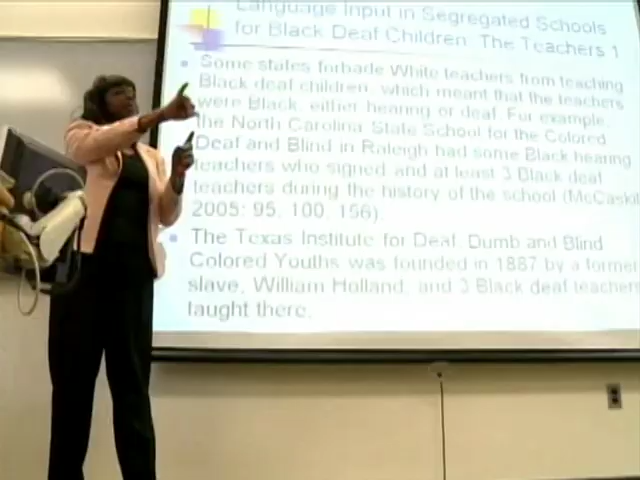 Language Input in Segregated Schools
for Black Deaf Children: The Teachers 1
Some states forbade White teachers from teaching
Black deaf children, which meant that the teachers
were Black, either hearing or deaf. For example,
the North Carolina State School for the Colored
Deaf and Blind in Raleigh had some Black hearing
teachers who signed and at least 3 Black deaf
teachers during the history of the school (McCaskil
2005: 95, 100, 156)
The Texas Institute for Deaf, Dumb and Blind
Colored Youths was founded in 1887 by a former
slave, William Holland, and 3 Black deaf teachers
taught there.